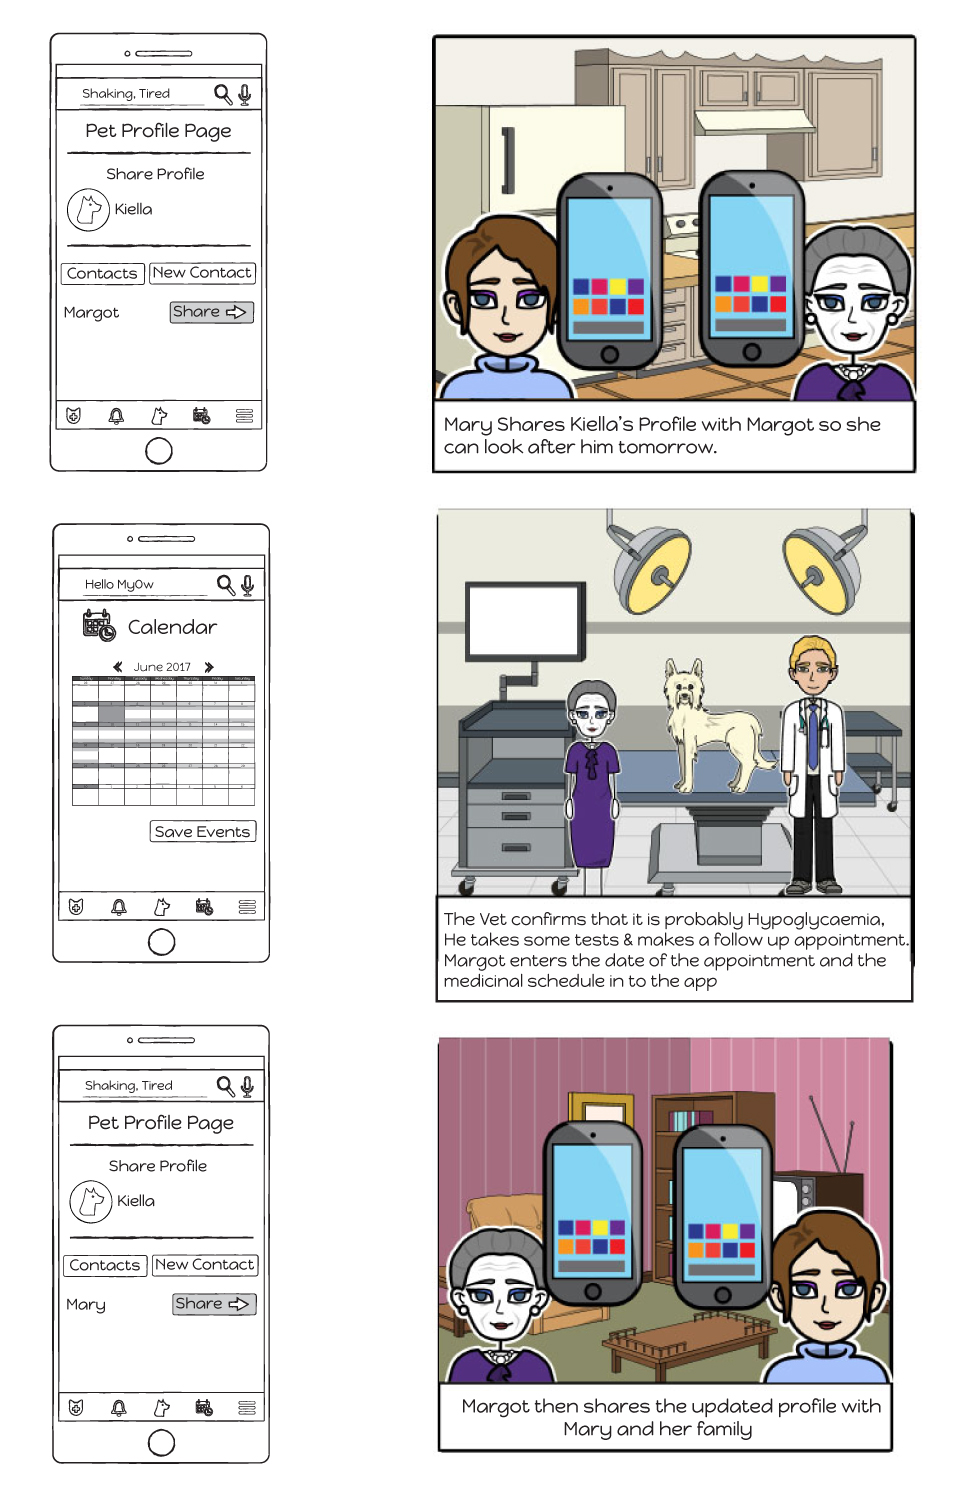 Shaking, Tired
Pet Profile Page
Share Profile
Kiella
Contacts
New Contact
Margot
Share
Mary Shares Kiella's Profile with Margot so she
can look after him tomorrow.
Hello MyOw
Calendar
June 2017
Save Events
The Vet confirms that it is probably Hypoglycaemia,
He takes some tests & makes a follow up appointment.
Margot enters the date of the appointment and the
medicinal schedule in to the app
Shaking, Tired
Pet Profile Page
Share Profile
Kiella
Contacts
New Contact
Mary
Share
Margot then shares the updated profile with
Mary and her family